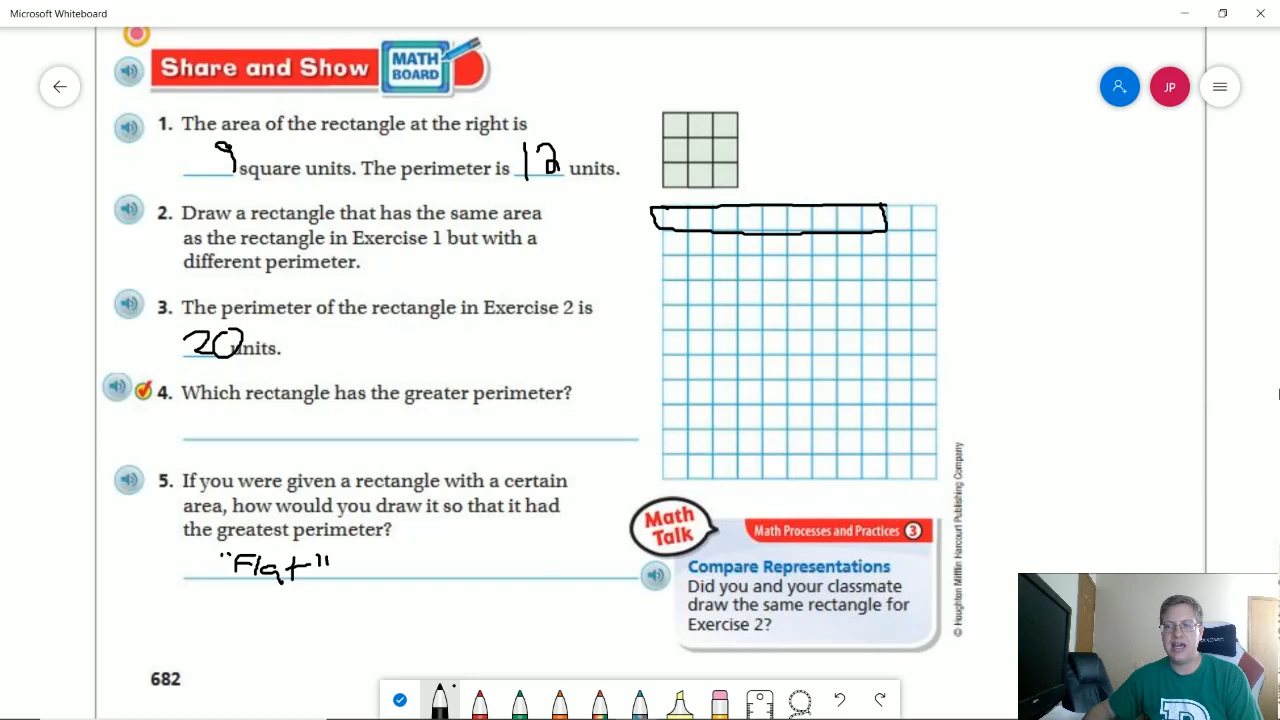 Microsoft Whiteboard
Share and Show
MATH
BOARD
JP
1. The area of the rectangle at the right is
9 square units. The perimeter is 12 units.
2. Draw a rectangle that has the same area
as the rectangle in Exercise 1 but with a
different perimeter.
3. The perimeter of the rectangle in Exercise 2 is
20 units.
4. Which rectangle has the greater perimeter?
5. If you were given a rectangle with a certain
area, how would you draw it so that it had
the greatest perimeter?
"Flat"
Math
Talk
Math Processes and Practices 3
Compare Representations
Did you and your classmate
draw the same rectangle for
Exercise 2?
© Houghton Mifflin Harcourt Publishing Company
682